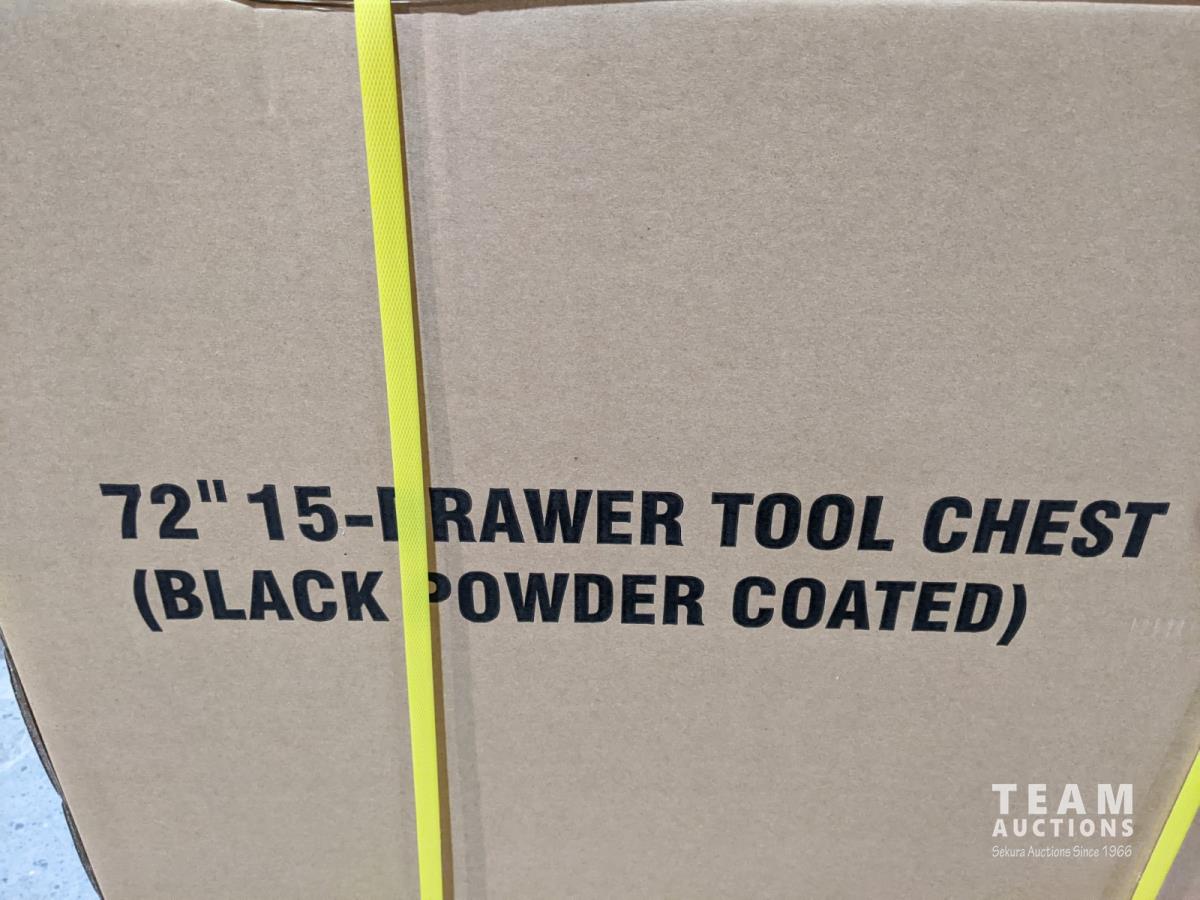 72" 15-DRAWER TOOL CHEST
(BLACK POWDER COATED)
TEAM
AUCTIONS
Sekura Auctions Since 1966